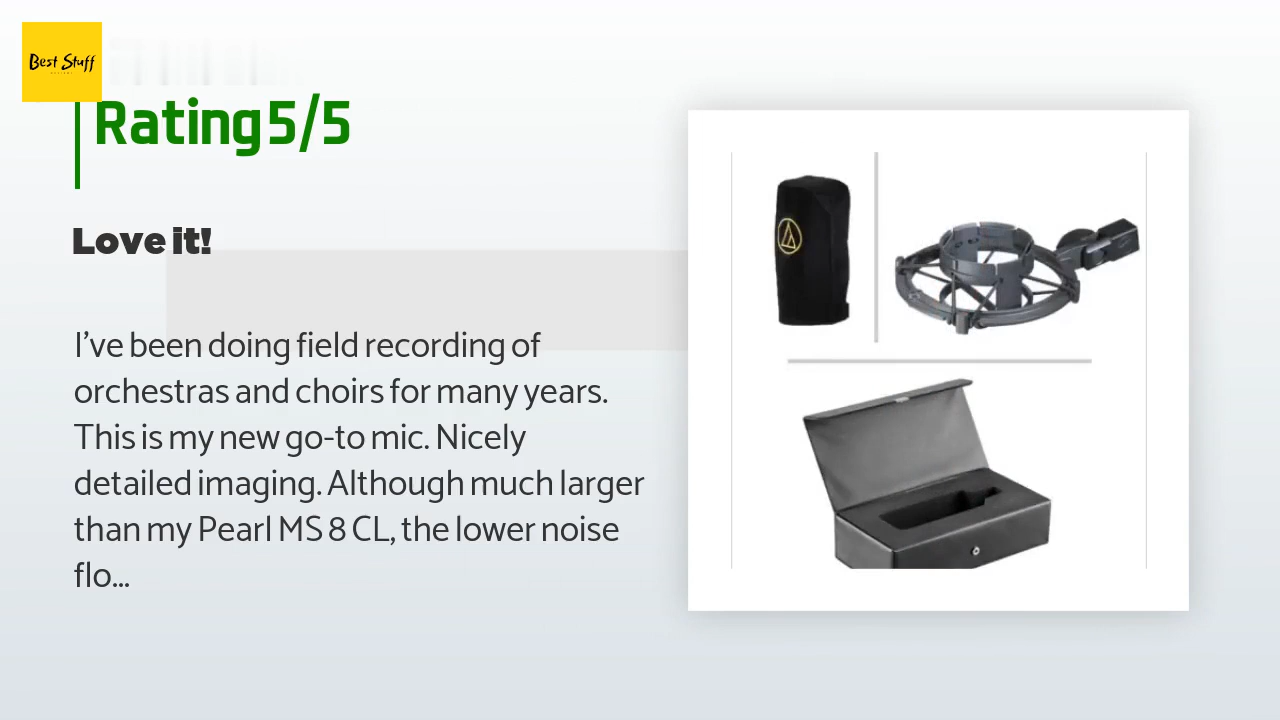 Best Stuff
Rating 5/5
Love it!
I've been doing field recording of
orchestras and choirs for many years.
This is my new go-to mic. Nicely
detailed imaging. Although much larger
than my Pearl MS 8 CL, the lower noise
flo...